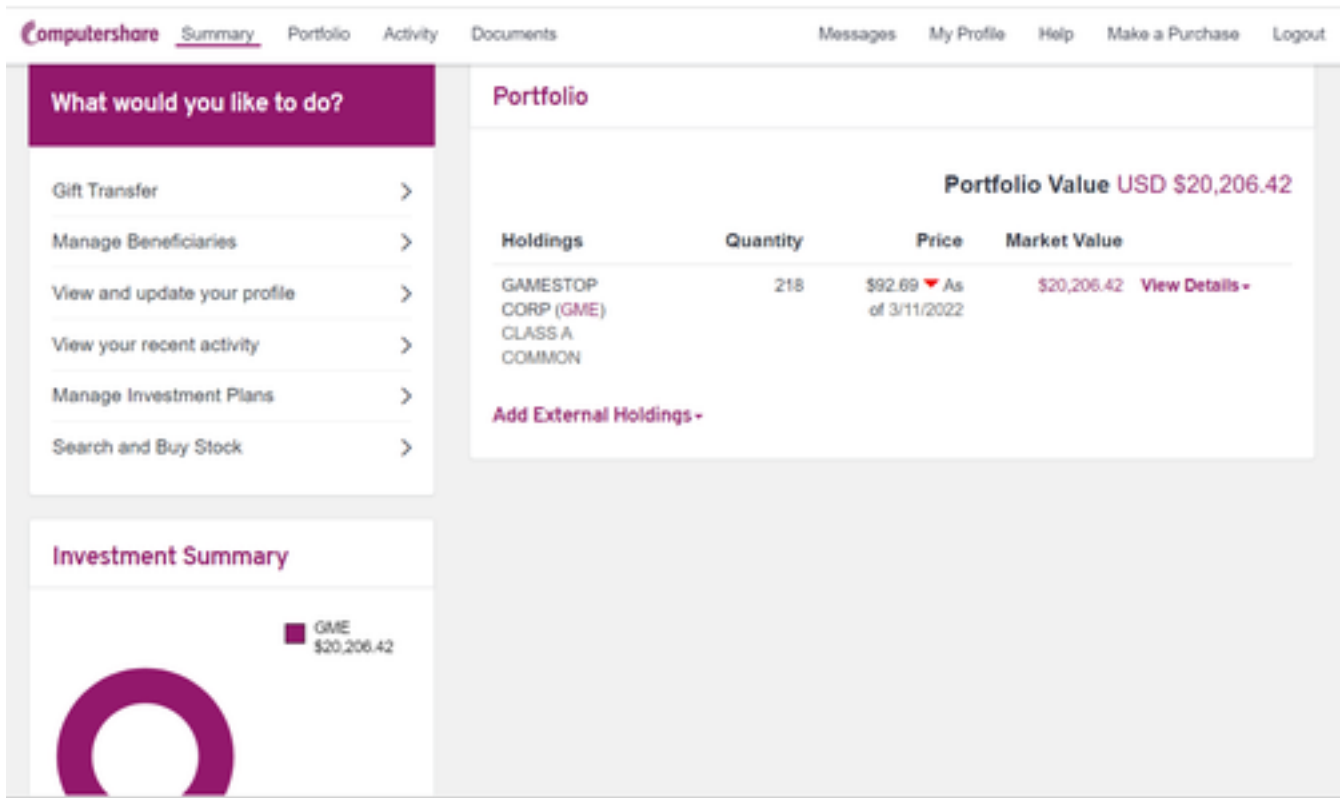 Computershare Summary Portfolio Activity Documents Messages My Profile Help Make a Purchase Logout
What would you like to do?
Gift Transfer
Manage Beneficiaries
View and update your profile
View your recent activity
Manage Investment Plans
Search and Buy Stock
Portfolio
Portfolio Value USD $20,206.42
Holdings Quantity Price Market Value
GAMESTOP 218 $92.69 As $20,206.42 View Details
CORP (GME) of 3/11/2022
CLASS A
COMMON
Add External Holdings
Investment Summary
GME
$20,206.42